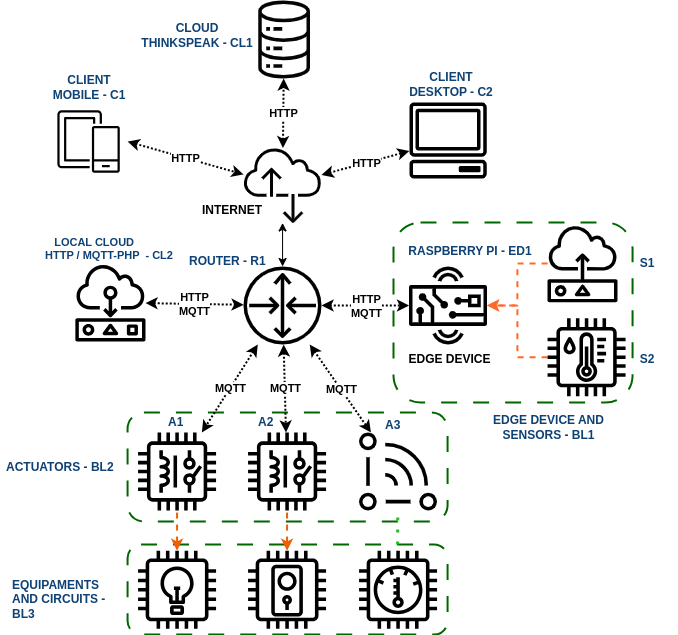 CLOUD
THINKSPEAK - CL1
CLIENT
MOBILE - C1
CLIENT
DESKTOP - C2
HTTP
HTTP
HTTP
INTERNET
LOCAL CLOUD
HTTP / MQTT-PHP - CL2
ROUTER - R1
RASPBERRY PI - ED1
S1
HTTP
MQTT
HTTP
MQTT
EDGE DEVICE
S2
MQTT
MQTT
MQTT
EDGE DEVICE AND
SENSORS - BL1
A1
A2
A3
ACTUATORS - BL2
EQUIPAMENTS
AND CIRCUITS -
BL3